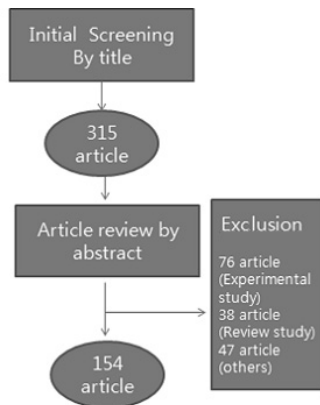 Initial Screening
By title
315
article
Article review by
abstract
Exclusion
76 article
(Experimental
study)
38 article
(Review study)
47 article
(others)
154
article